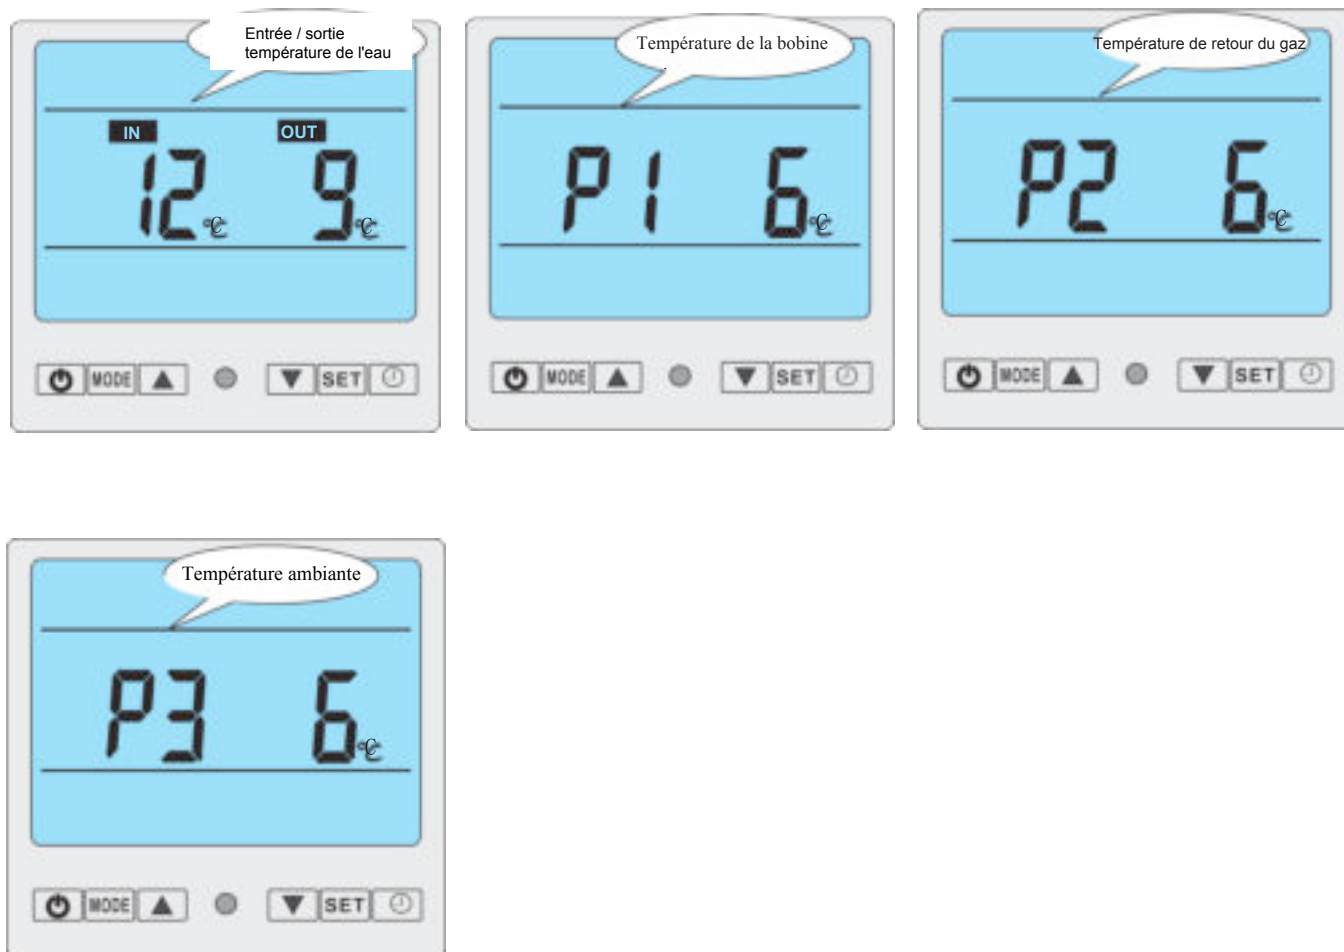 Entrée / sortie
température de l'eau
IN OUT
12 °C 9 °C
MODE SET
Température de la bobine
P1 6 °C
MODE SET
Température de retour du gaz
P2 6 °C
MODE SET
Température ambiante
P3 6 °C
MODE SET